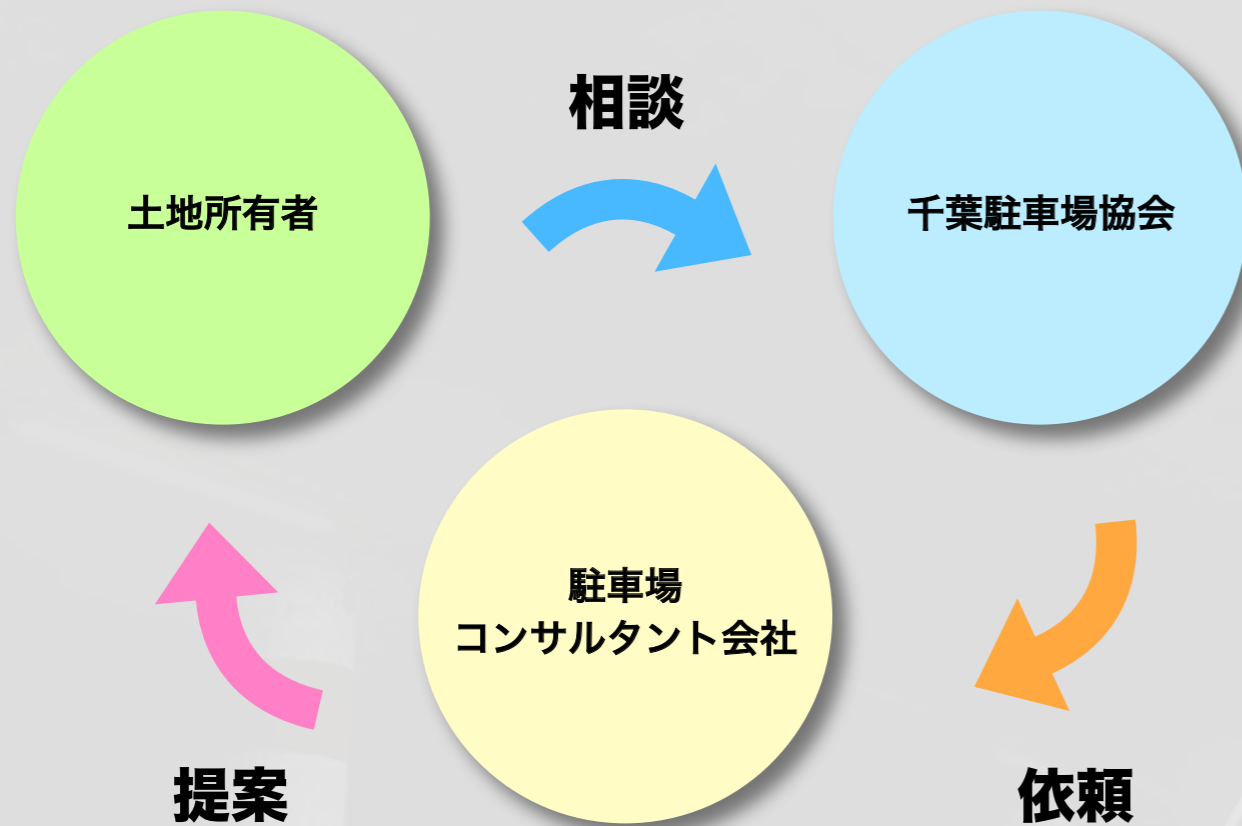 相談
土地所有者
千葉駐車場協会
駐車場
コンサルタント会社
提案
依頼